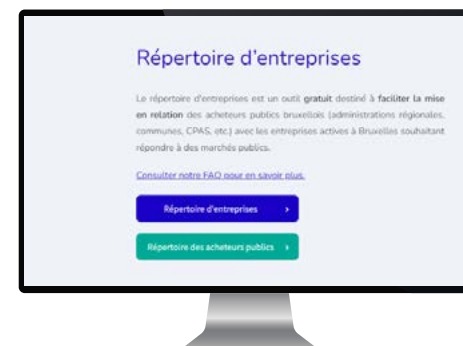 Répertoire d'entreprises
Le répertoire d'entreprises est un outil gratuit destiné à faciliter la mise
en relation des acheteurs publics bruxellois (administrations régionales,
communes, CPAS, etc.) avec les entreprises actives à Bruxelles souhaitant
répondre à des marchés publics.
Consulter notre FAQ pour en savoir plus.
Répertoire d'entreprises ›
Répertoire des acheteurs publics ›